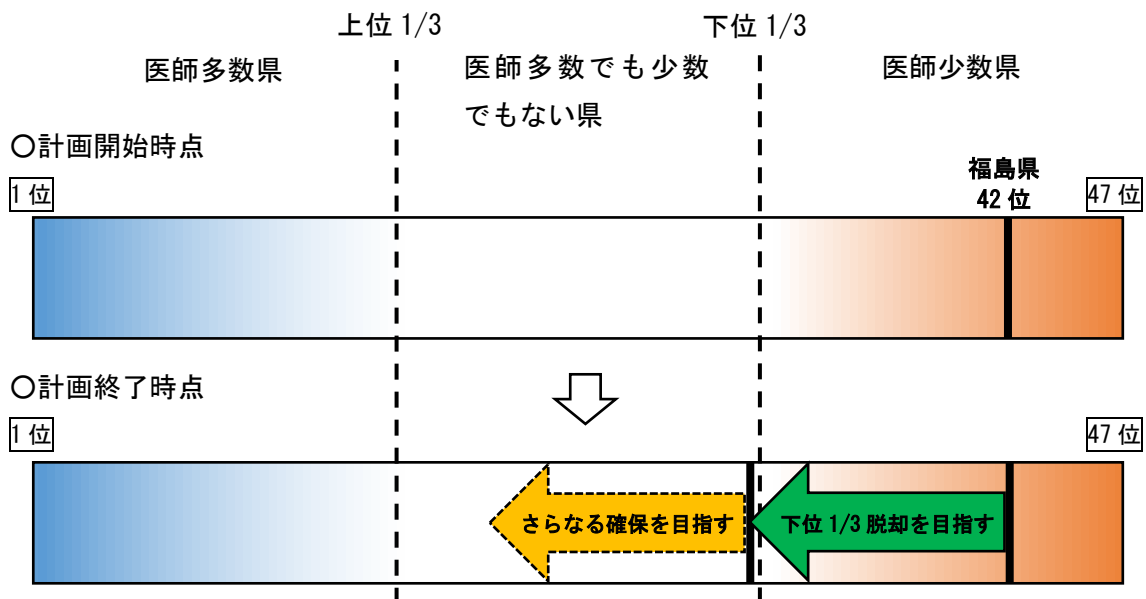 上位 1/3
下位 1/3
医師多数県
医師多数でも少数
でもない県
医師少数県
○計画開始時点
1 位
福島県
42 位
47 位
○計画終了時点
1 位
47 位
さらなる確保を目指す
下位 1/3 脱却を目指す